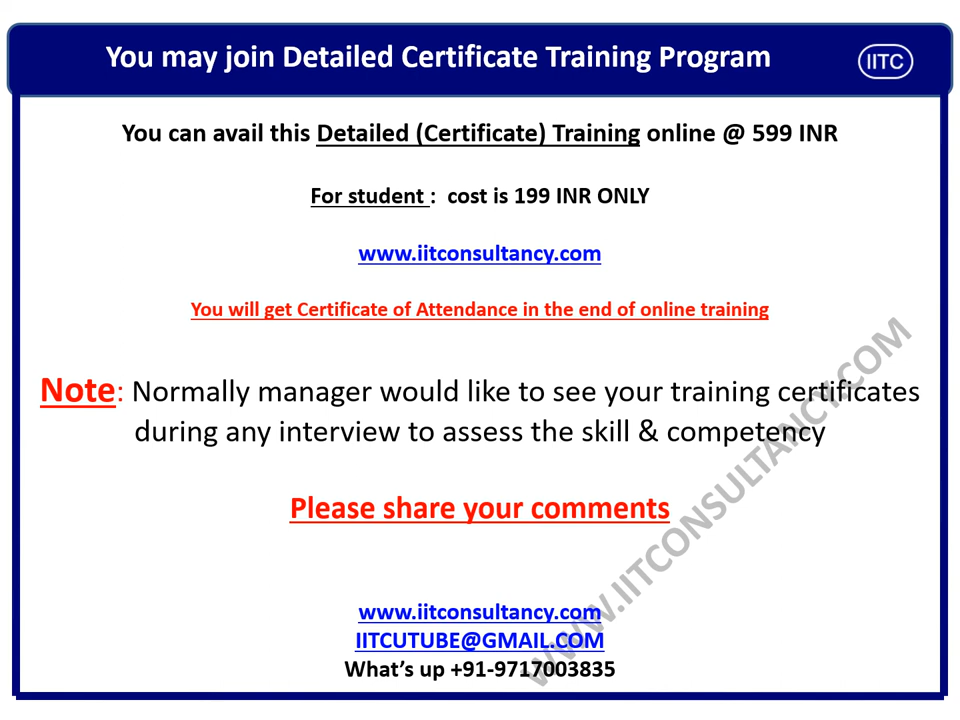 You may join Detailed Certificate Training Program
IITC
You can avail this Detailed (Certificate) Training online @ 599 INR
For student : cost is 199 INR ONLY
www.iitconsultancy.com
You will get Certificate of Attendance in the end of online training
Note: Normally manager would like to see your training certificates
during any interview to assess the skill & competency
Please share your comments
www.iitconsultancy.com
IITCUTUBE@GMAIL.COM
What's up +91-9717003835
WWW.IITCONSULTANCY.COM